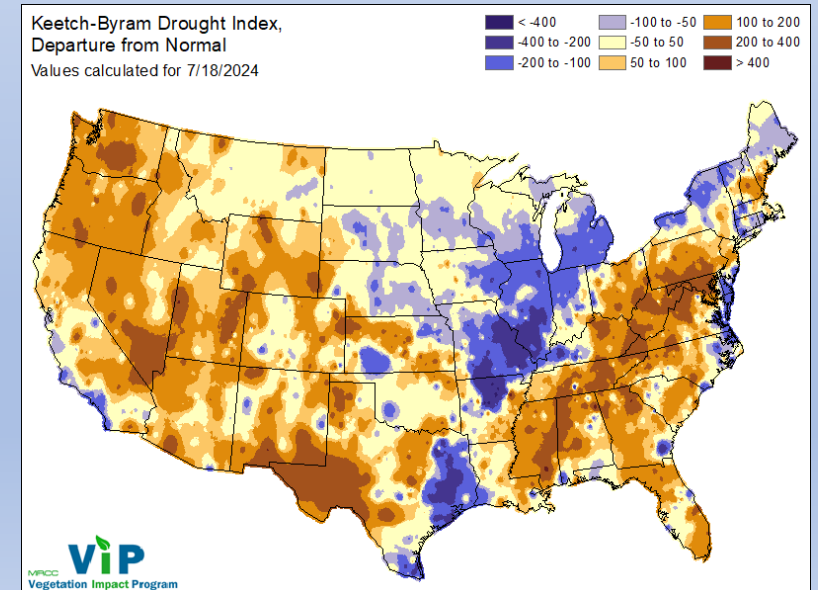 Keetch-Byram Drought Index,
Departure from Normal
Values calculated for 7/18/2024
< -400
-400 to -200
-200 to -100
-100 to -50
-50 to 50
50 to 100
100 to 200
200 to 400
> 400
MRCC
ViP
Vegetation Impact Program